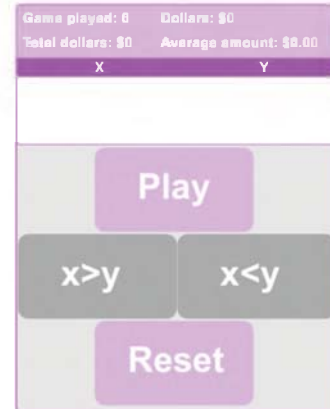 Game played: 6 Dollars: $0
Total dollars: $0 Average amount: $0.00
X Y
Play
x>y x<y
Reset